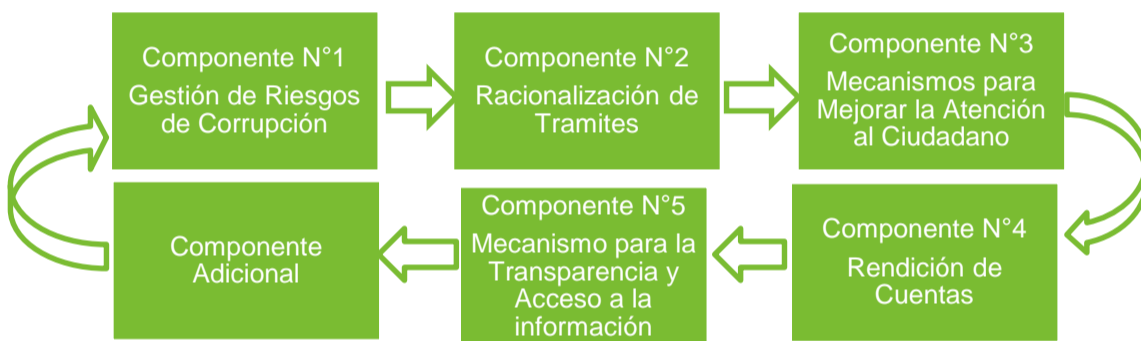 Componente N°1
Gestión de Riesgos
de Corrupción
Componente N°2
Racionalización de
Tramites
Componente N°3
Mecanismos para
Mejorar la Atención
al Ciudadano
Componente N°4
Rendición de
Cuentas
Componente N°5
Mecanismo para la
Transparencia y
Acceso a la
información
Componente
Adicional